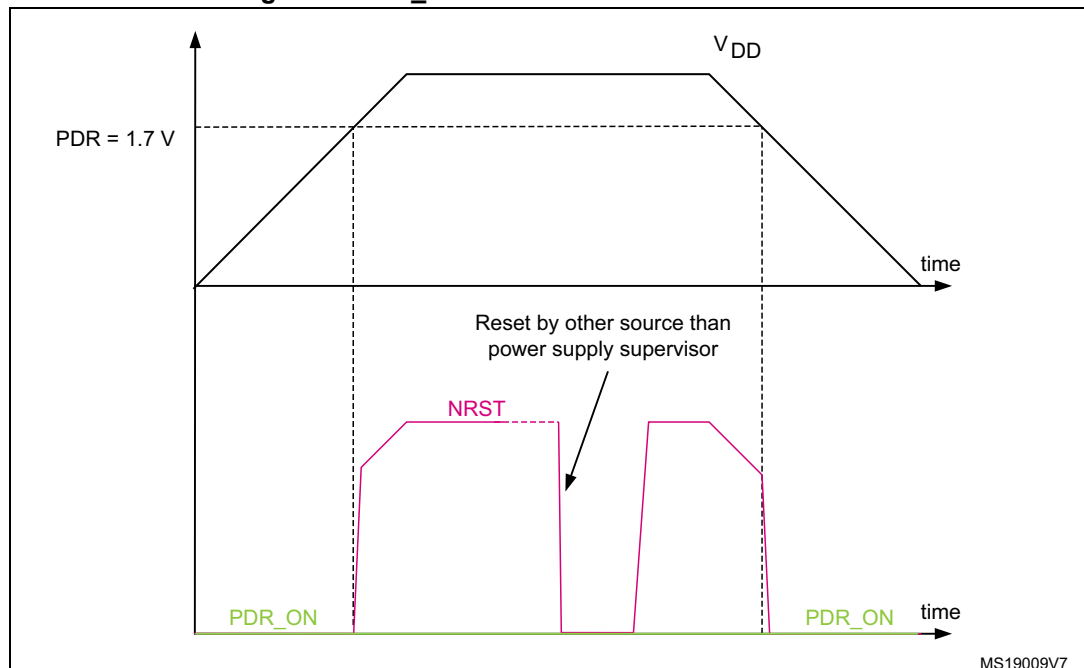 V DD
PDR = 1.7 V
time
Reset by other source than
power supply supervisor
NRST
PDR_ON
PDR_ON
time
MS19009V7